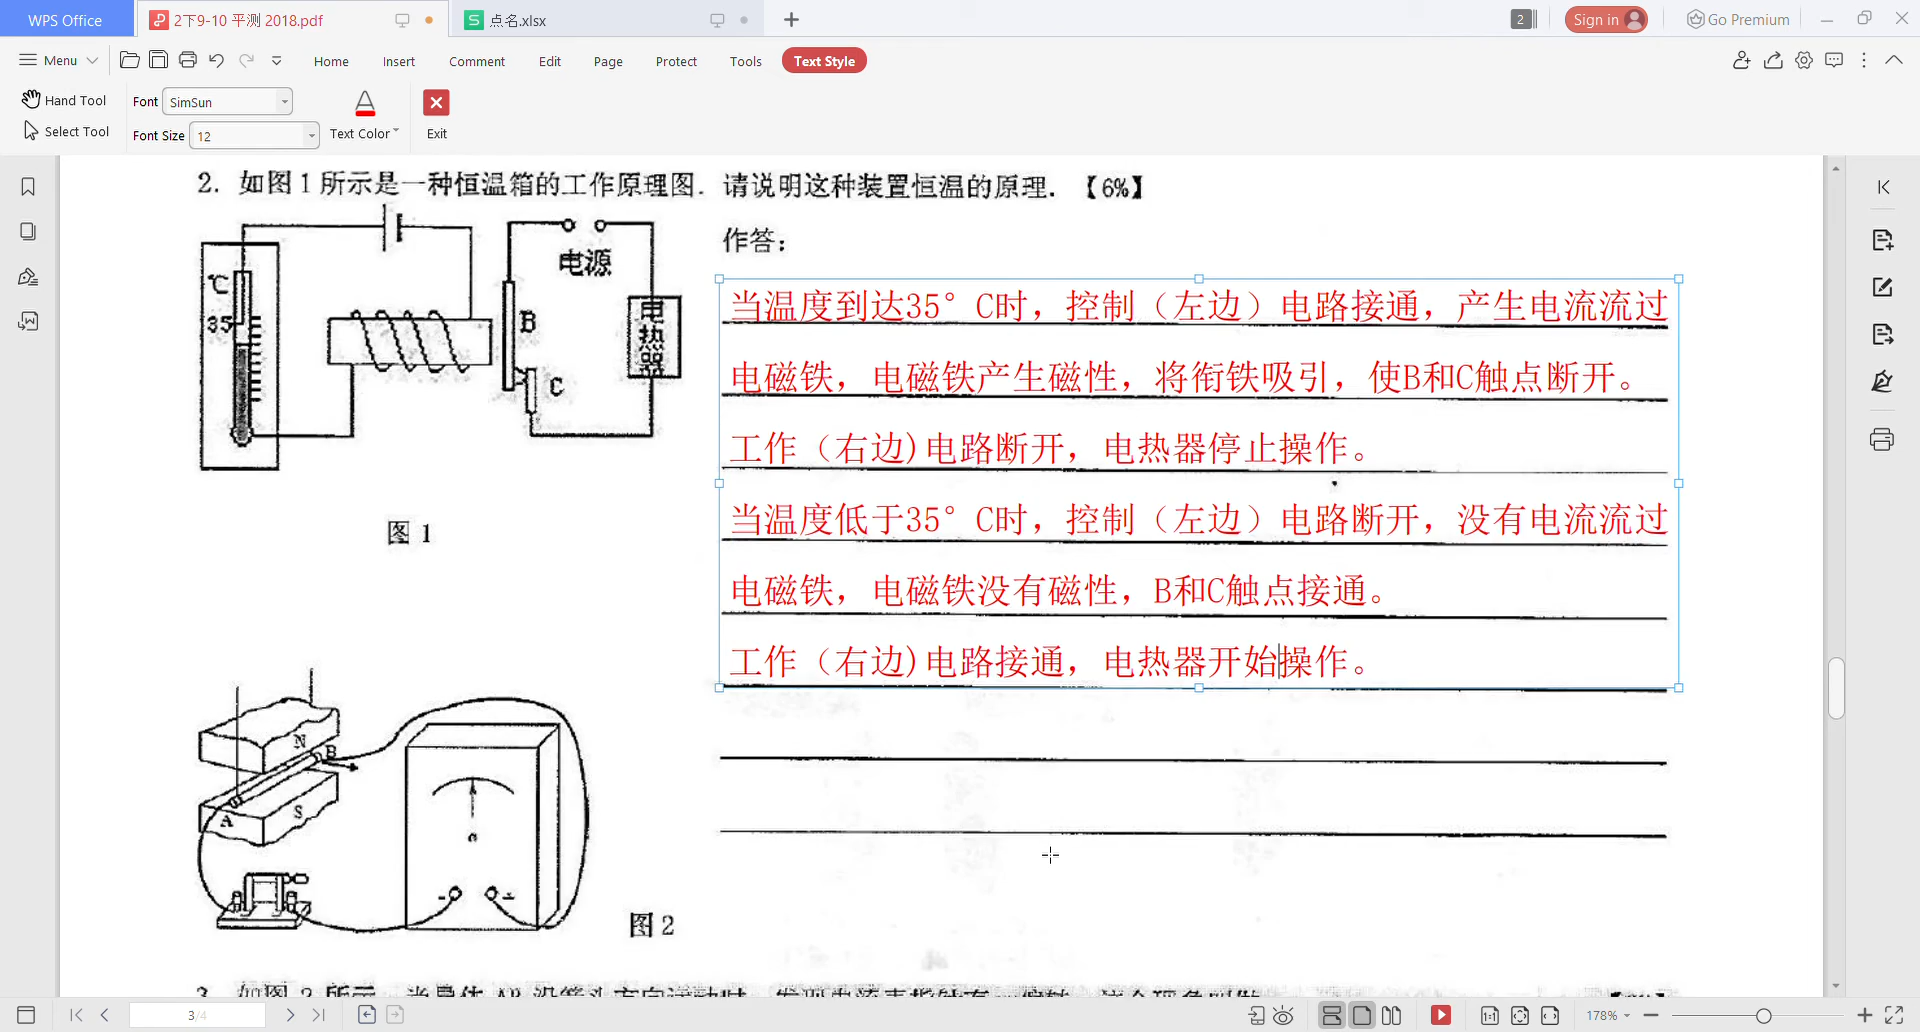 WPS Office
2下9-10 平测 2018.pdf
点名.xlsx
2
Sign in
Go Premium
Menu
Home
Insert
Comment
Edit
Page
Protect
Tools
Text Style
Hand Tool
Font
SimSun
Select Tool
Font Size
12
Text Color
Exit
2. 如图1所示是一种恒温箱的工作原理图. 请说明这种装置恒温的原理. 【6%】
作答:
℃
35
电源
B
C
电热器
图 1
当温度到达35°C时，控制（左边）电路接通，产生电流流过
电磁铁，电磁铁产生磁性，将衔铁吸引，使B和C触点断开。
工作（右边)电路断开，电热器停止操作。
当温度低于35°C时，控制（左边）电路断开，没有电流流过
电磁铁，电磁铁没有磁性，B和C触点接通。
工作（右边)电路接通，电热器开始操作。
N
B
A
S
-
图 2
3/4
1:1
178%